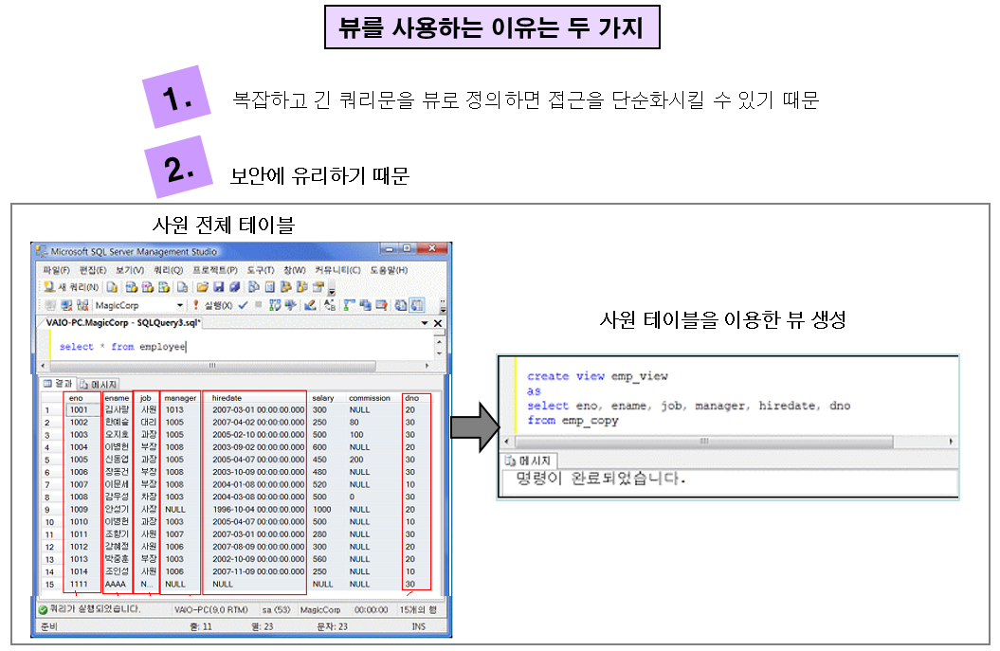 뷰를 사용하는 이유는 두 가지
1. 복잡하고 긴 쿼리문을 뷰로 정의하면 접근을 단순화시킬 수 있기 때문
2. 보안에 유리하기 때문
사원 전체 테이블
Microsoft SQL Server Management Studio
파일(F) 편집(E) 보기(V) 쿼리(Q) 프로젝트(P) 도구(T) 창(W) 커뮤니티(C) 도움말(H)
새 쿼리(N)
MagicCorp 실행(X)
VAIO-PC.MagicCorp - SQLQuery3.sql*
select * from employee
결과 메시지
eno ename job manager hiredate salary commission dno
1 1001 김사랑 사원 1013 2007-03-01 00:00:00.000 300 NULL 20
2 1002 한예슬 대리 1005 2007-04-02 00:00:00.000 250 80 30
3 1003 오지호 과장 1005 2005-02-10 00:00:00.000 500 100 30
4 1004 이병헌 부장 1008 2003-09-02 00:00:00.000 600 NULL 20
5 1005 신동엽 과장 1005 2005-04-07 00:00:00.000 450 200 30
6 1006 장동건 부장 1008 2003-10-09 00:00:00.000 480 NULL 30
7 1007 이문세 부장 1008 2004-01-08 00:00:00.000 520 NULL 10
8 1008 감우성 차장 1003 2004-03-08 00:00:00.000 500 0 30
9 1009 안성기 사장 NULL 1996-10-04 00:00:00.000 1000 NULL 20
10 1010 이병헌 과장 1003 2005-04-07 00:00:00.000 500 NULL 10
11 1011 조향기 사원 1007 2007-03-01 00:00:00.000 280 NULL 30
12 1012 강혜정 사원 1006 2007-08-09 00:00:00.000 300 NULL 20
13 1013 박중훈 부장 1003 2002-10-09 00:00:00.000 560 NULL 20
14 1014 조인성 사원 1006 2007-11-09 00:00:00.000 250 NULL 10
15 1111 AAAA N... NULL NULL NULL NULL 30
쿼리가 실행되었습니다. VAIO-PC(9,0 RTM) sa (53) MagicCorp 00:00:00 15개의 행
준비 줄: 11 열: 23 문자: 23 INS
사원 테이블을 이용한 뷰 생성
create view emp_view
as
select eno, ename, job, manager, hiredate, dno
from emp_copy
메시지
명령이 완료되었습니다.